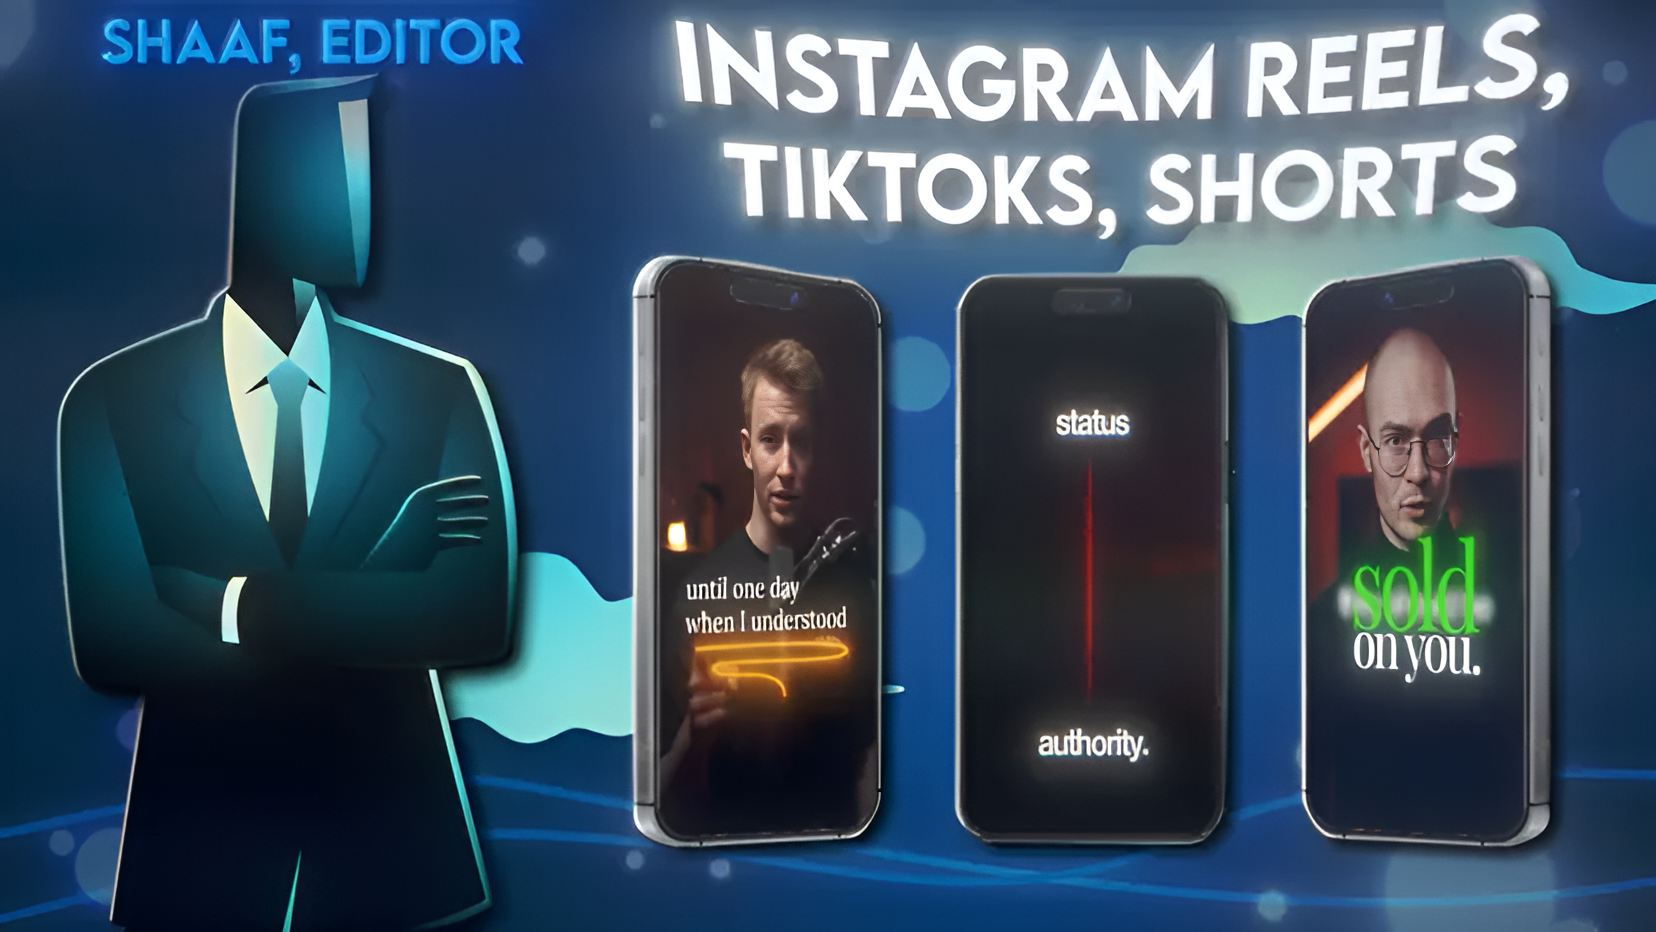 SHAAF, EDITOR
INSTAGRAM REELS,
TIKTOKS, SHORTS
until one day
when I understood
status
authority.
sold
on you.